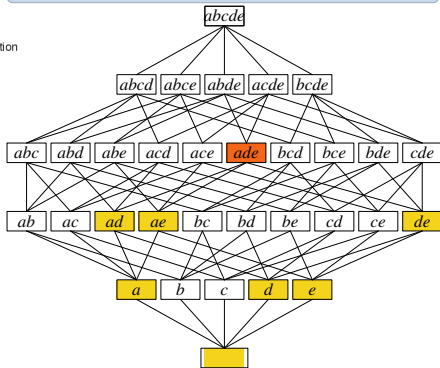 abcde
tion
abcd abce abde acde bcde
abc abd abe acd ace ade bcd bce bde cde
ab ac ad ae bc bd be cd ce de
a b c d e